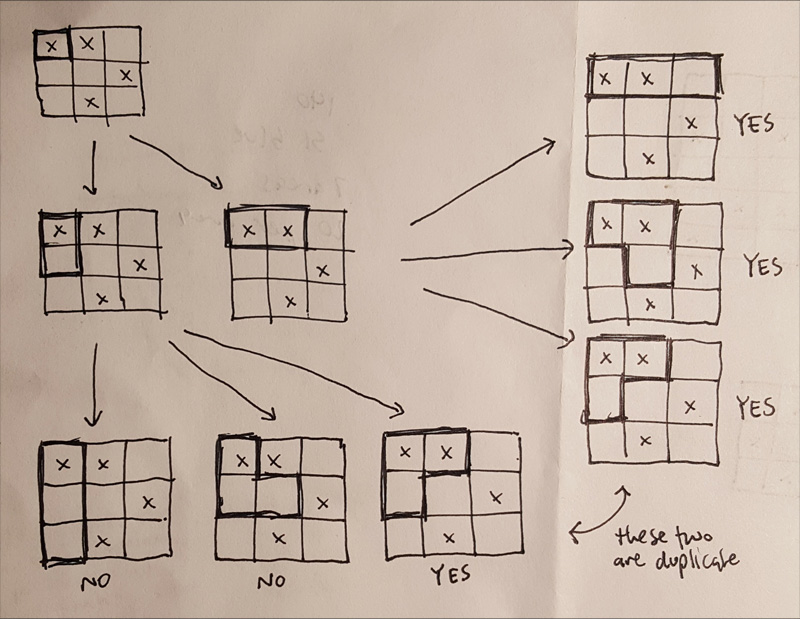 YES
YES
YES
NO
NO
YES
these two
are duplicate